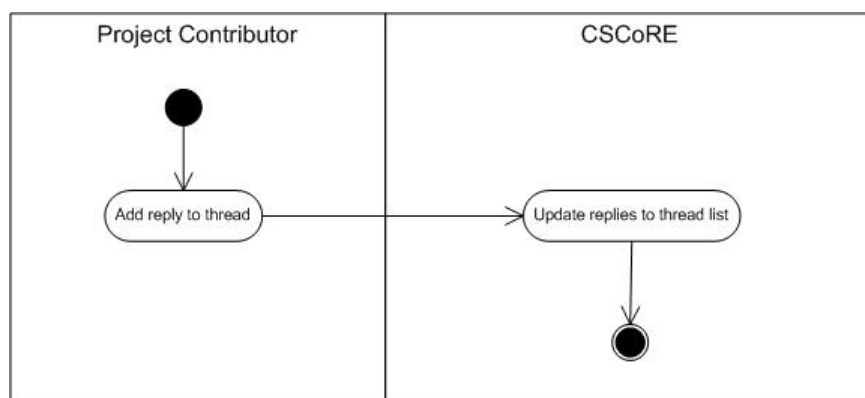 Project Contributor
CSCoRE
Add reply to thread
Update replies to thread list